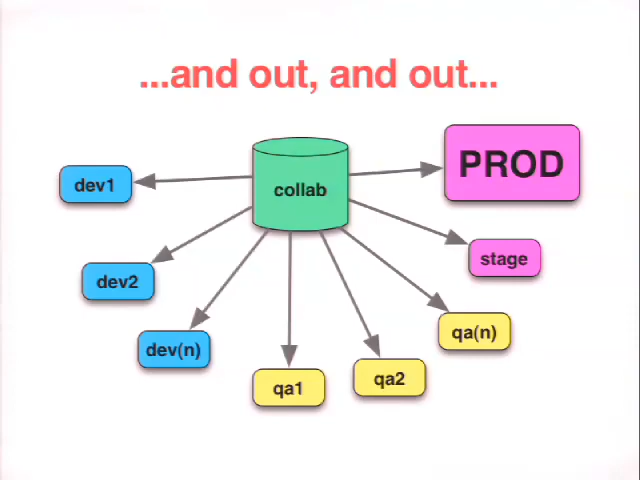 ...and out, and out...
PROD
dev1
collab
stage
dev2
qa(n)
dev(n)
qa1
qa2